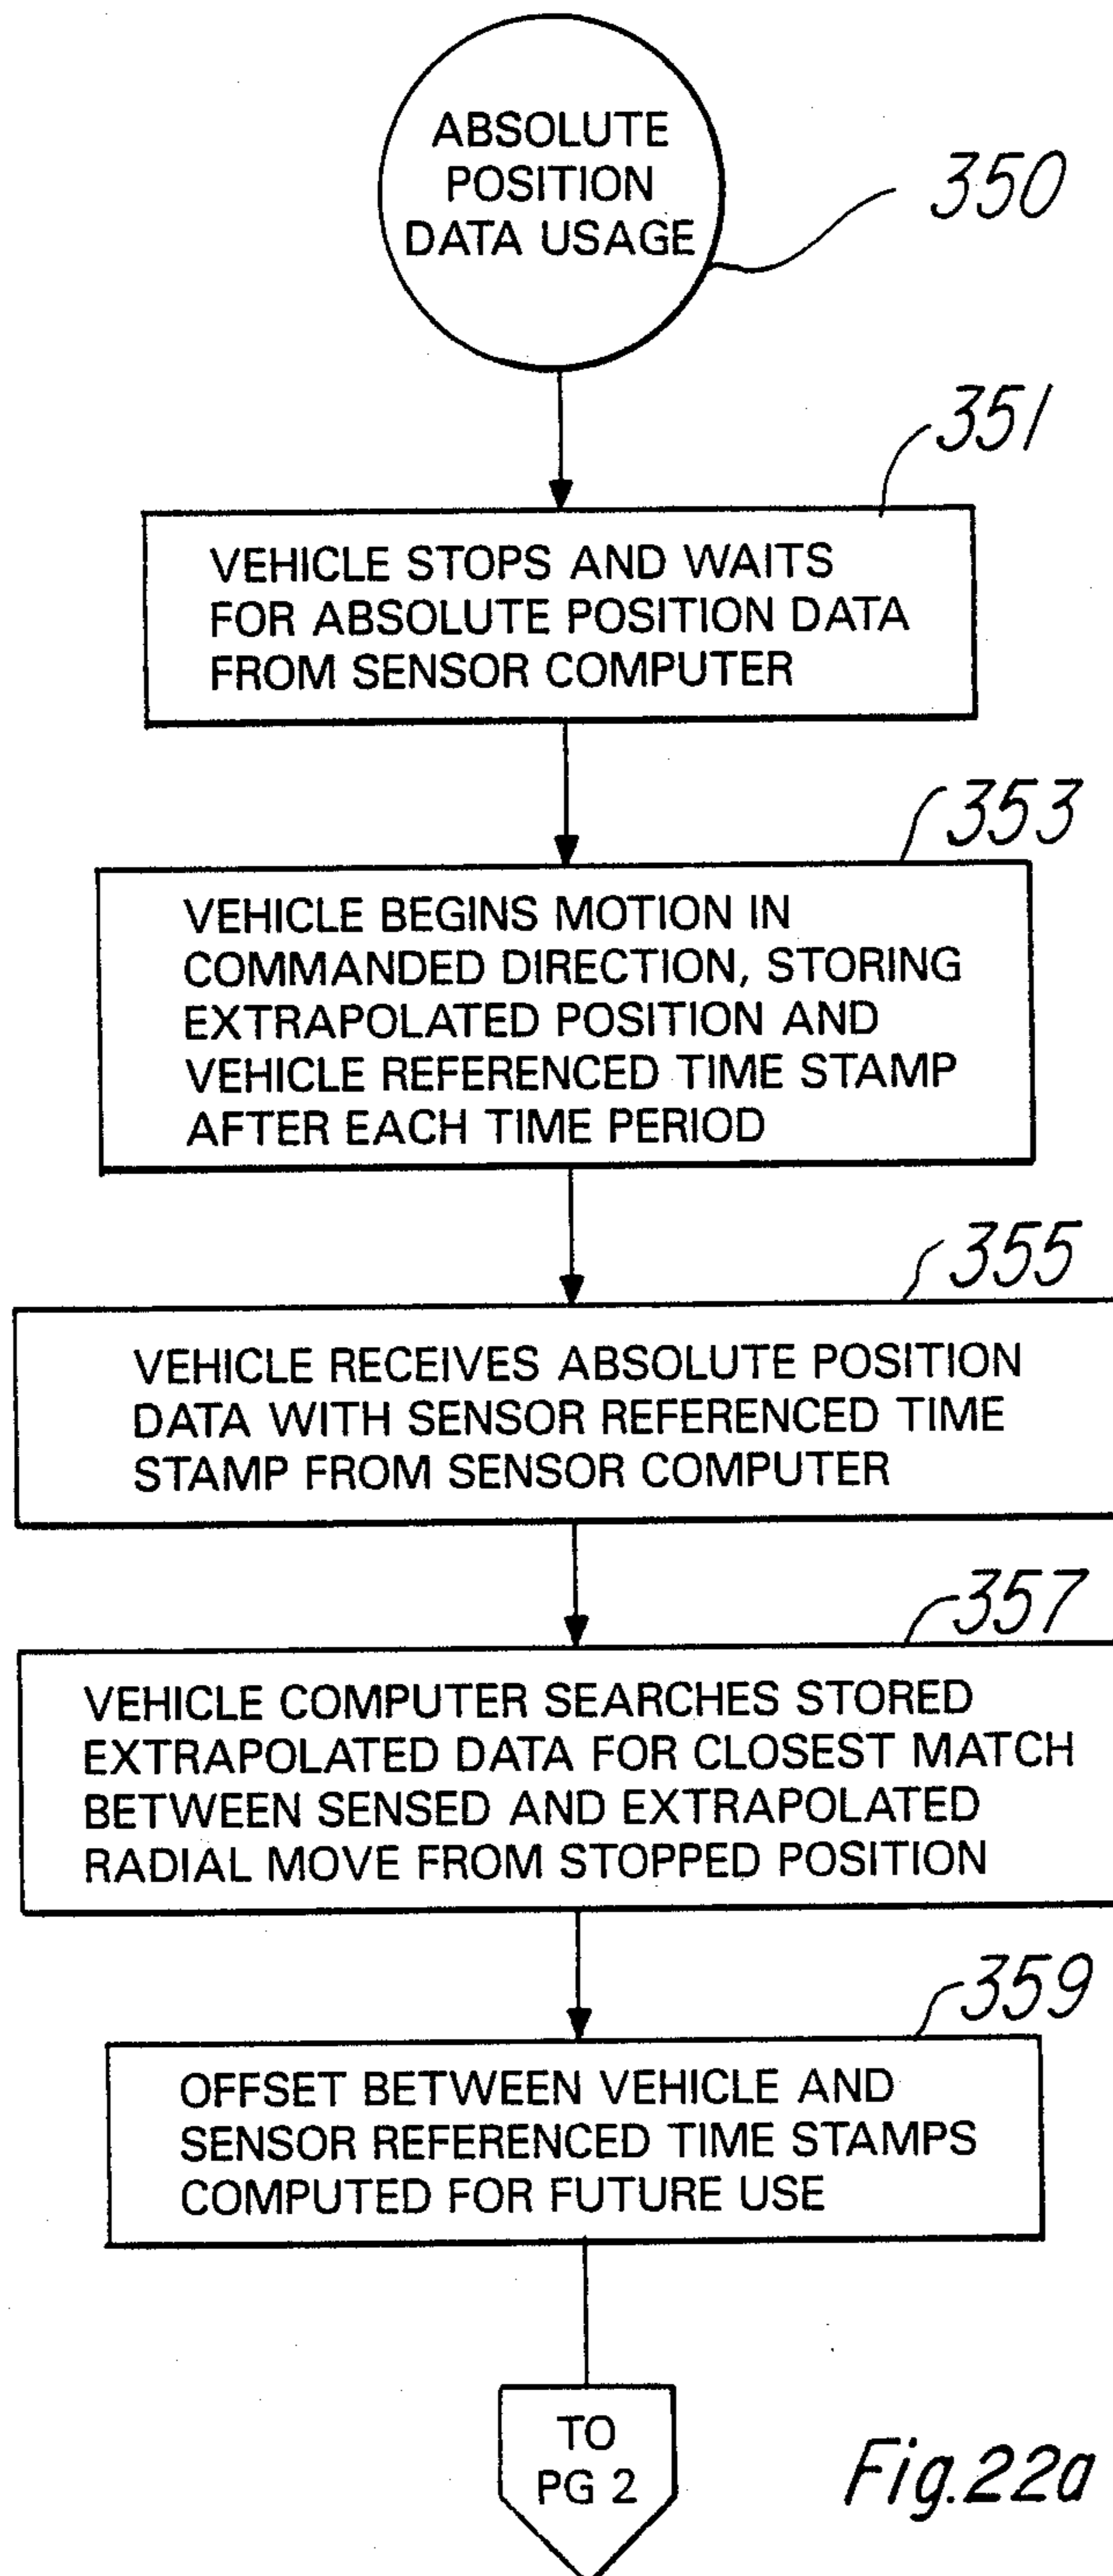 ABSOLUTE
POSITION
DATA USAGE
350
351
VEHICLE STOPS AND WAITS
FOR ABSOLUTE POSITION DATA
FROM SENSOR COMPUTER
353
VEHICLE BEGINS MOTION IN
COMMANDED DIRECTION, STORING
EXTRAPOLATED POSITION AND
VEHICLE REFERENCED TIME STAMP
AFTER EACH TIME PERIOD
355
VEHICLE RECEIVES ABSOLUTE POSITION
DATA WITH SENSOR REFERENCED TIME
STAMP FROM SENSOR COMPUTER
357
VEHICLE COMPUTER SEARCHES STORED
EXTRAPOLATED DATA FOR CLOSEST MATCH
BETWEEN SENSED AND EXTRAPOLATED
RADIAL MOVE FROM STOPPED POSITION
359
OFFSET BETWEEN VEHICLE AND
SENSOR REFERENCED TIME STAMPS
COMPUTED FOR FUTURE USE
TO
PG 2
Fig.22a